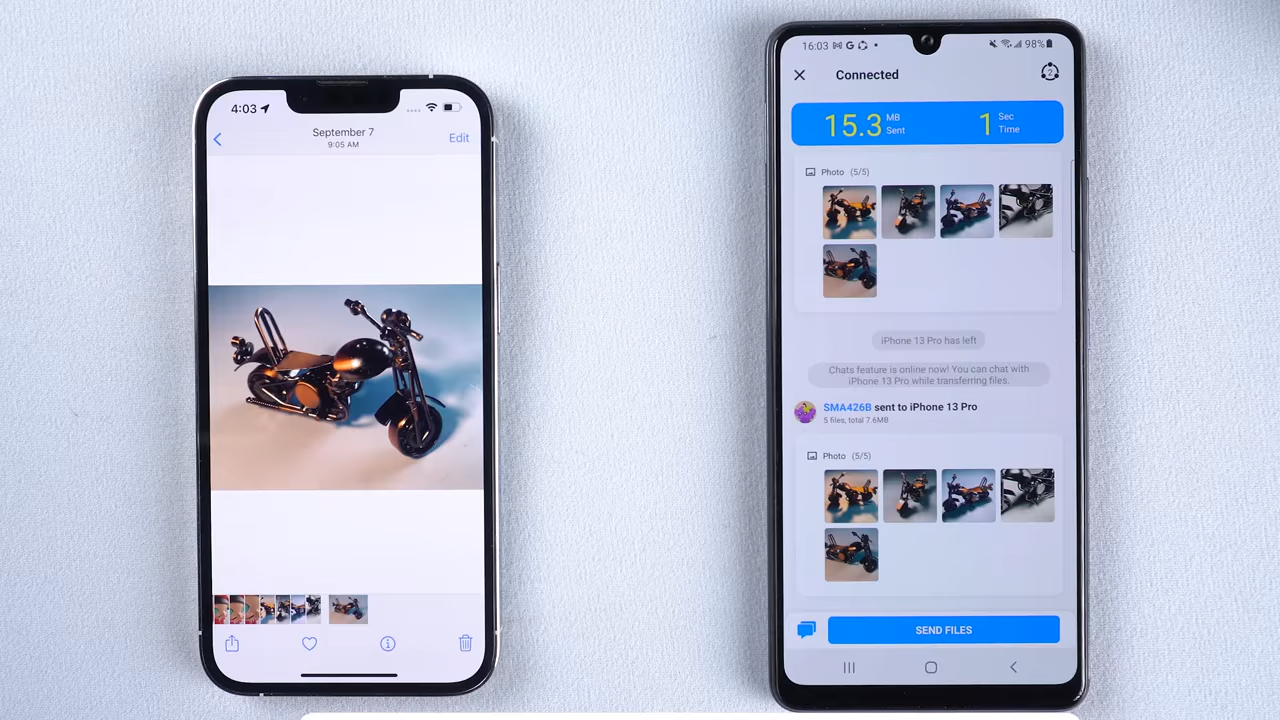 4:03
September 7
9:05 AM
Edit
16:03
98%
Connected
15.3 MB Sent
1 Sec Time
Photo (5/5)
iPhone 13 Pro has left
Chats feature is online now! You can chat with
iPhone 13 Pro while transferring files.
SMA426B sent to iPhone 13 Pro
5 files, total 7.6MB
Photo (5/5)
SEND FILES